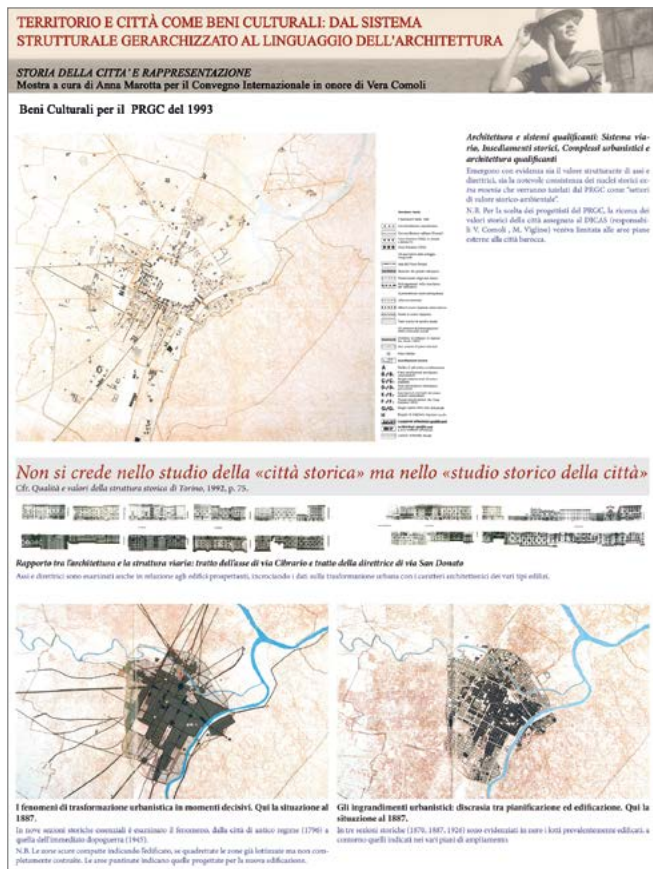 TERRITORIO E CITTÀ COME BENI CULTURALI: DAL SISTEMA
STRUTTURALE GERARCHIZZATO AL LINGUAGGIO DELL'ARCHITETTURA
STORIA DELLA CITTA' E RAPPRESENTAZIONE
Mostra a cura di Anna Marotta per il Convegno Internazionale in onore di Vera Comoli
Beni Culturali per il PRGC del 1993
Architettura e sistemi qualificanti: Sistema via-
rio, Insediamenti storici, Complessi urbanistici e
architettura qualificanti
Emergono con evidenza sia il valore strutturante di assi e
direttrici, sia la notevole consistenza dei nuclei storici ex-
tra moenia che verranno tutelati dal PRGC come "settori
di valore storico-ambientale".
N.B. Per la scelta dei progettisti del PRGC, la ricerca dei
valori storici della città assegnata al DICAS (responsabi-
li V. Comoli , M. Viglino) veniva limitata alle aree piane
esterne alla città barocca.
Non si crede nello studio della «città storica» ma nello «studio storico della città»
Cfr. Qualità e valori della struttura storica di Torino, 1992, p. 75.
Rapporto tra l'architettura e la struttura viaria: tratto dell'asse di via Cibrario e tratto della direttrice di via San Donato
Assi e direttrici sono esaminati anche in relazione agli edifici prospettanti, incrociando i dati sulla trasformazione urbana con i caratteri architettonici dei vari tipi edilizi.
I fenomeni di trasformazione urbanistica in momenti decisivi. Qui la situazione al
1887.
In nove sezioni storiche essenziali è esaminato il fenomeno, dalla città di antico regime (1796) a
quella dell'immediato dopoguerra (1945).
N.B. Le zone scure compatte indicando l'edificato, se quadrettate le zone già lottizzate ma non com-
pletamente costruite. Le aree puntinate indicano quelle progettate per la nuova edificazione.
Gli ingrandimenti urbanistici: discrasia tra pianificazione ed edificazione. Qui la
situazione al 1887.
In tre sezioni storiche (1870, 1887, 1926) sono evidenziati in nero i lotti prevalentemente edificati, a
contorno quelli indicati nei vari piani di ampliamento